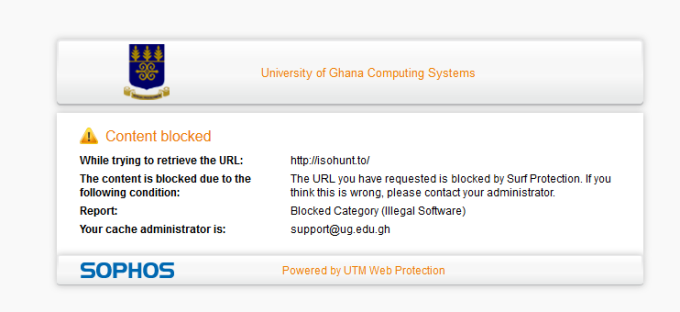 University of Ghana Computing Systems
Content blocked
While trying to retrieve the URL: http://isohunt.to/
The content is blocked due to the following condition: The URL you have requested is blocked by Surf Protection. If you think this is wrong, please contact your administrator.
Report: Blocked Category (Illegal Software)
Your cache administrator is: support@ug.edu.gh
SOPHOS Powered by UTM Web Protection